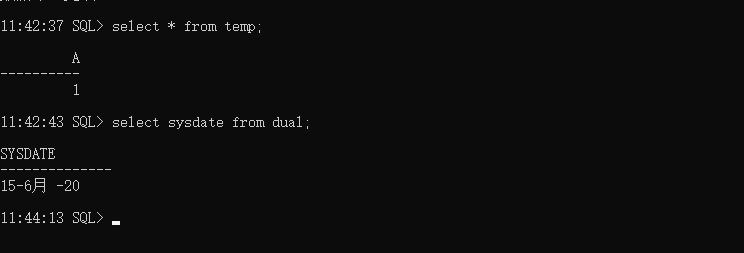 11:42:37 SQL> select * from temp;
A
----------
1
11:42:43 SQL> select sysdate from dual;
SYSDATE
--------------
15-6月 -20
11:44:13 SQL>